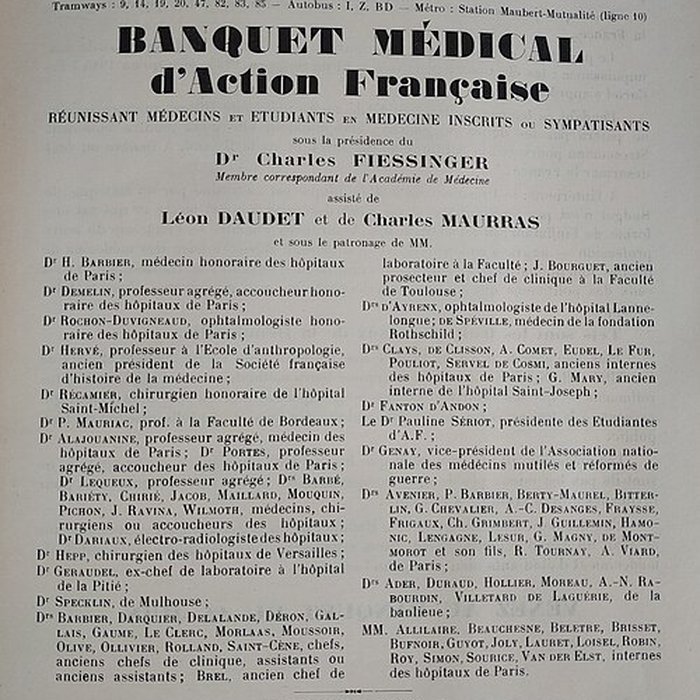 Tramways : 9, 14, 19, 20, 47, 82, 83, 85 — Autobus : I, Z, BD — Métro : Station Maubert-Mutualité (ligne 10)
BANQUET MÉDICAL
d'Action Française
RÉUNISSANT MÉDECINS ET ETUDIANTS EN MEDECINE INSCRITS OU SYMPATISANTS
sous la présidence du
Dr Charles FIESSINGER
Membre correspondant de l'Académie de Médecine
assisté de
Léon DAUDET et de Charles MAURRAS
et sous le patronage de MM.
Dr H. BARBIER, médecin honoraire des hôpitaux
de Paris ;
Dr DEMELIN, professeur agrégé, accoucheur hono-
raire des hôpitaux de Paris ;
Dr ROCHON-DUVIGNEAUD, ophtalmologiste hono-
raire des hôpitaux de Paris ;
Dr HERVÉ, professeur à l'Ecole d'anthropologie,
ancien président de la Société française
d'histoire de la médecine ;
Dr RÉCAMIER, chirurgien honoraire de l'hôpital
Saint-Michel ;
Dr P. MAURIAC, prof. à la Faculté de Bordeaux ;
Dr ALAJOUANINE, professeur agrégé, médecin des
hôpitaux de Paris ; Dr PORTES, professeur
agrégé, accoucheur des hôpitaux de Paris ;
Dr LEQUEUX, professeur agrégé ; Drs BARBÉ,
BARIÉTY, CHIRIÉ, JACOB, MAILLARD, MOUQUIN,
PICHON, J. RAVINA, WILMOTH, médecins, chi-
rurgiens ou accoucheurs des hôpitaux ;
Dr DARIAUX, électro-radiologiste des hôpitaux ;
Dr HEPP, chirurgien des hôpitaux de Versailles ;
Dr GERAUDEL, ex-chef de laboratoire à l'hôpital
de la Pitié ;
Dr SPECKLIN, de Mulhouse ;
Drs BARBIER, DARQUIER, DELALANDE, DÉRON, GAL-
LAIS, GAUME, LE CLERC, MORLAAS, MOUSSOIR,
OLIVE, OLLIVIER, ROLLAND, SAINT-CÈNE, chefs,
anciens chefs de clinique, assistants ou
anciens assistants ; BREL, ancien chef de
laboratoire à la Faculté ; J. BOURGUET, ancien
prosecteur et chef de clinique à la Faculté
de Toulouse ;
Drs D'AYRENX, ophtalmologiste de l'hôpital Lanne-
longue ; DE SPÉVILLE, médecin de la fondation
Rothschild ;
Drs CLAYS, DE CLISSON, A. COMET, EUDEL, LE FUR,
POULIOT, SERVEL DE COSMI, anciens internes
des hôpitaux de Paris ; G. MARY, ancien
interne de l'hôpital Saint-Joseph ;
Dr FANTON D'ANDON ;
Le Dr Pauline SÉRIOT, présidente des Etudiantes
d'A.F. ;
Dr GENAY, vice-président de l'Association natio-
nale des médecins mutilés et réformés de
guerre ;
Drs AVENIER, P. BARBIER, BERTY-MAUREL, BITTER-
LIN, G. CHEVALIER, A.-C. DESANGES, FRAYSSE,
FRIGAUX, CH. GRIMBERT, J GUILLEMIN, HAMO-
NIC, LENGAGNE, LESUR, G. MAGNY, DE MONT-
MOROT et son fils, R. TOURNAY, A. VIARD,
de Paris ;
Drs ADER, DURAUD, HOLLIER, MOREAU, A.-N. RA-
BOURDIN, VILLETARD DE LAGUÉRIE, de la
banlieue ;
MM. ALLILAIRE, BEAUCHESNE, BELETRE, BRISSET,
BUFNOIR, GUYOT, JOLY, LAURET, LOISEL, ROBIN,
ROY, SIMON, SOURICE, VAN DER ELST, internes
des hôpitaux de Paris.